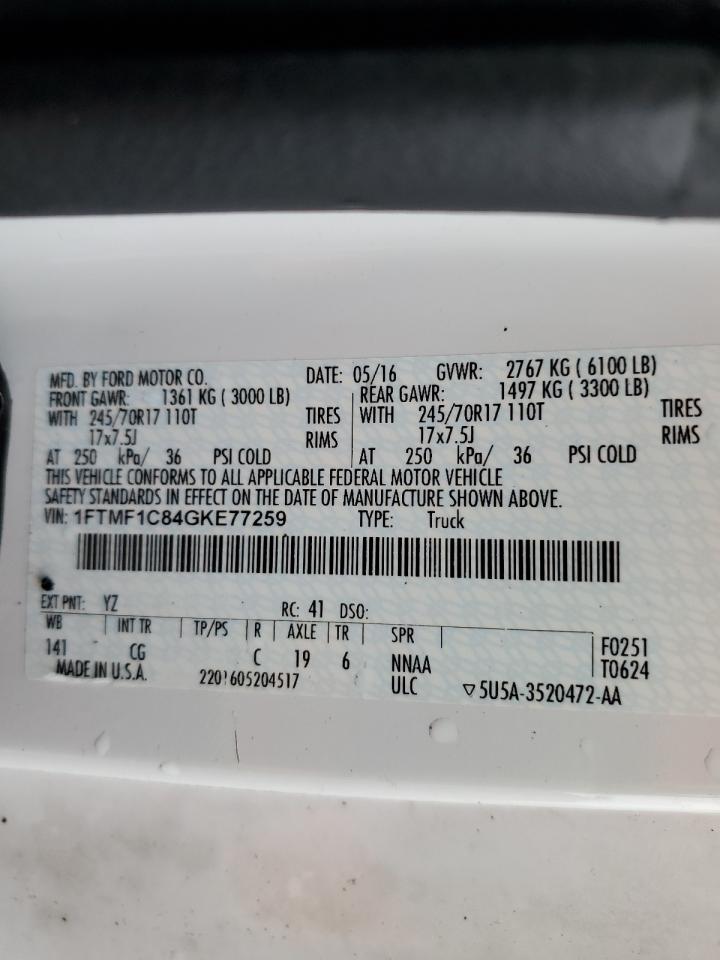 MFD. BY FORD MOTOR CO. DATE: 05/16 GVWR: 2767 KG ( 6100 LB)
FRONT GAWR: 1361 KG ( 3000 LB) REAR GAWR: 1497 KG ( 3300 LB)
WITH 245/70R17 110T TIRES WITH 245/70R17 110T TIRES
17x7.5J RIMS 17x7.5J RIMS
AT 250 kPa/ 36 PSI COLD AT 250 kPa/ 36 PSI COLD
THIS VEHICLE CONFORMS TO ALL APPLICABLE FEDERAL MOTOR VEHICLE
SAFETY STANDARDS IN EFFECT ON THE DATE OF MANUFACTURE SHOWN ABOVE.
VIN: 1FTMF1C84GKE77259 TYPE: Truck
EXT PNT: YZ RC: 41 DSO:
WB INT TR TP/PS R AXLE TR SPR
141 CG C 19 6 NNAA F0251
MADE IN U.S.A. 2201605204517 ULC ▽5U5A-3520472-AA T0624